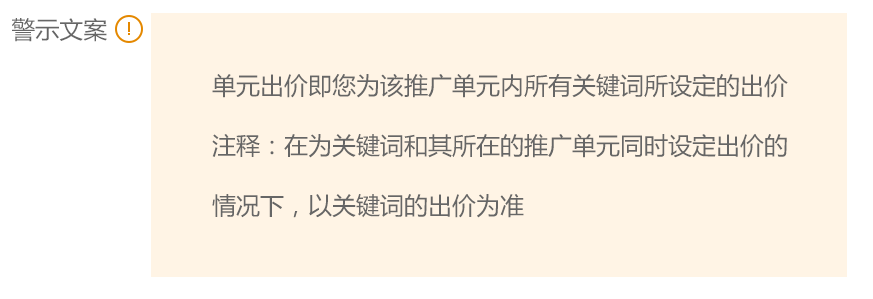 警示文案 !
单元出价即您为该推广单元内所有关键词所设定的出价
注释：在为关键词和其所在的推广单元同时设定出价的
情况下，以关键词的出价为准